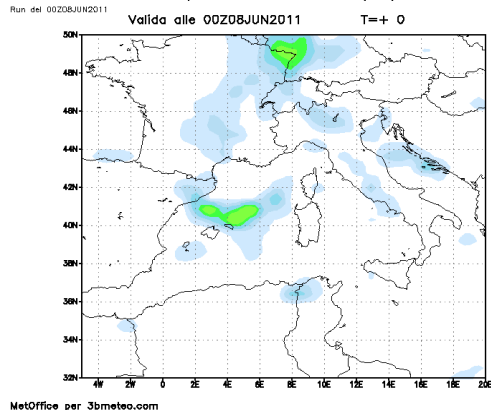 Run del 00Z08JUN2011
Valida alle 00Z08JUN2011 T=+ 0
50N
48N
46N
44N
42N
40N
38N
36N
34N
32N
4W 2W 0 2E 4E 6E 8E 10E 12E 14E 16E 18E 20E
MetOffice per 3bmeteo.com